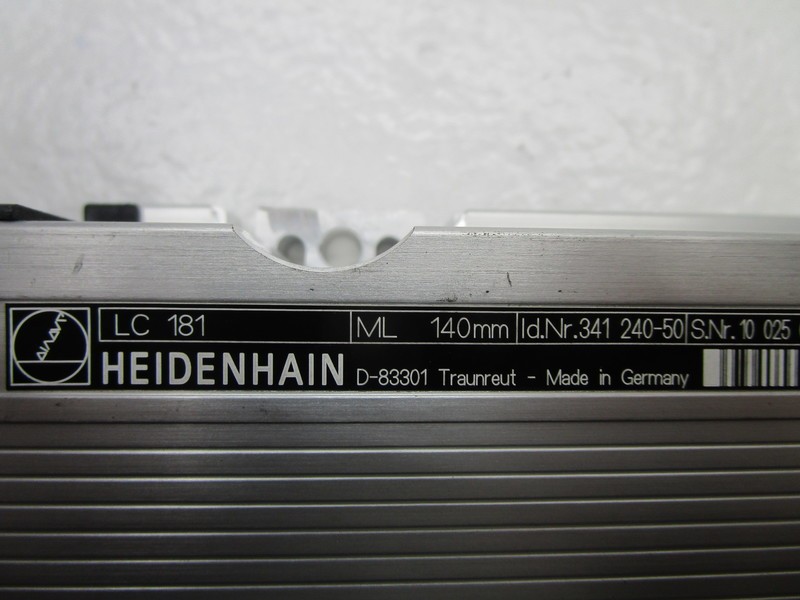 LC 181 ML 140mm Id.Nr.341 240-50 S.Nr. 10 025
HEIDENHAIN D-83301 Traunreut - Made in Germany